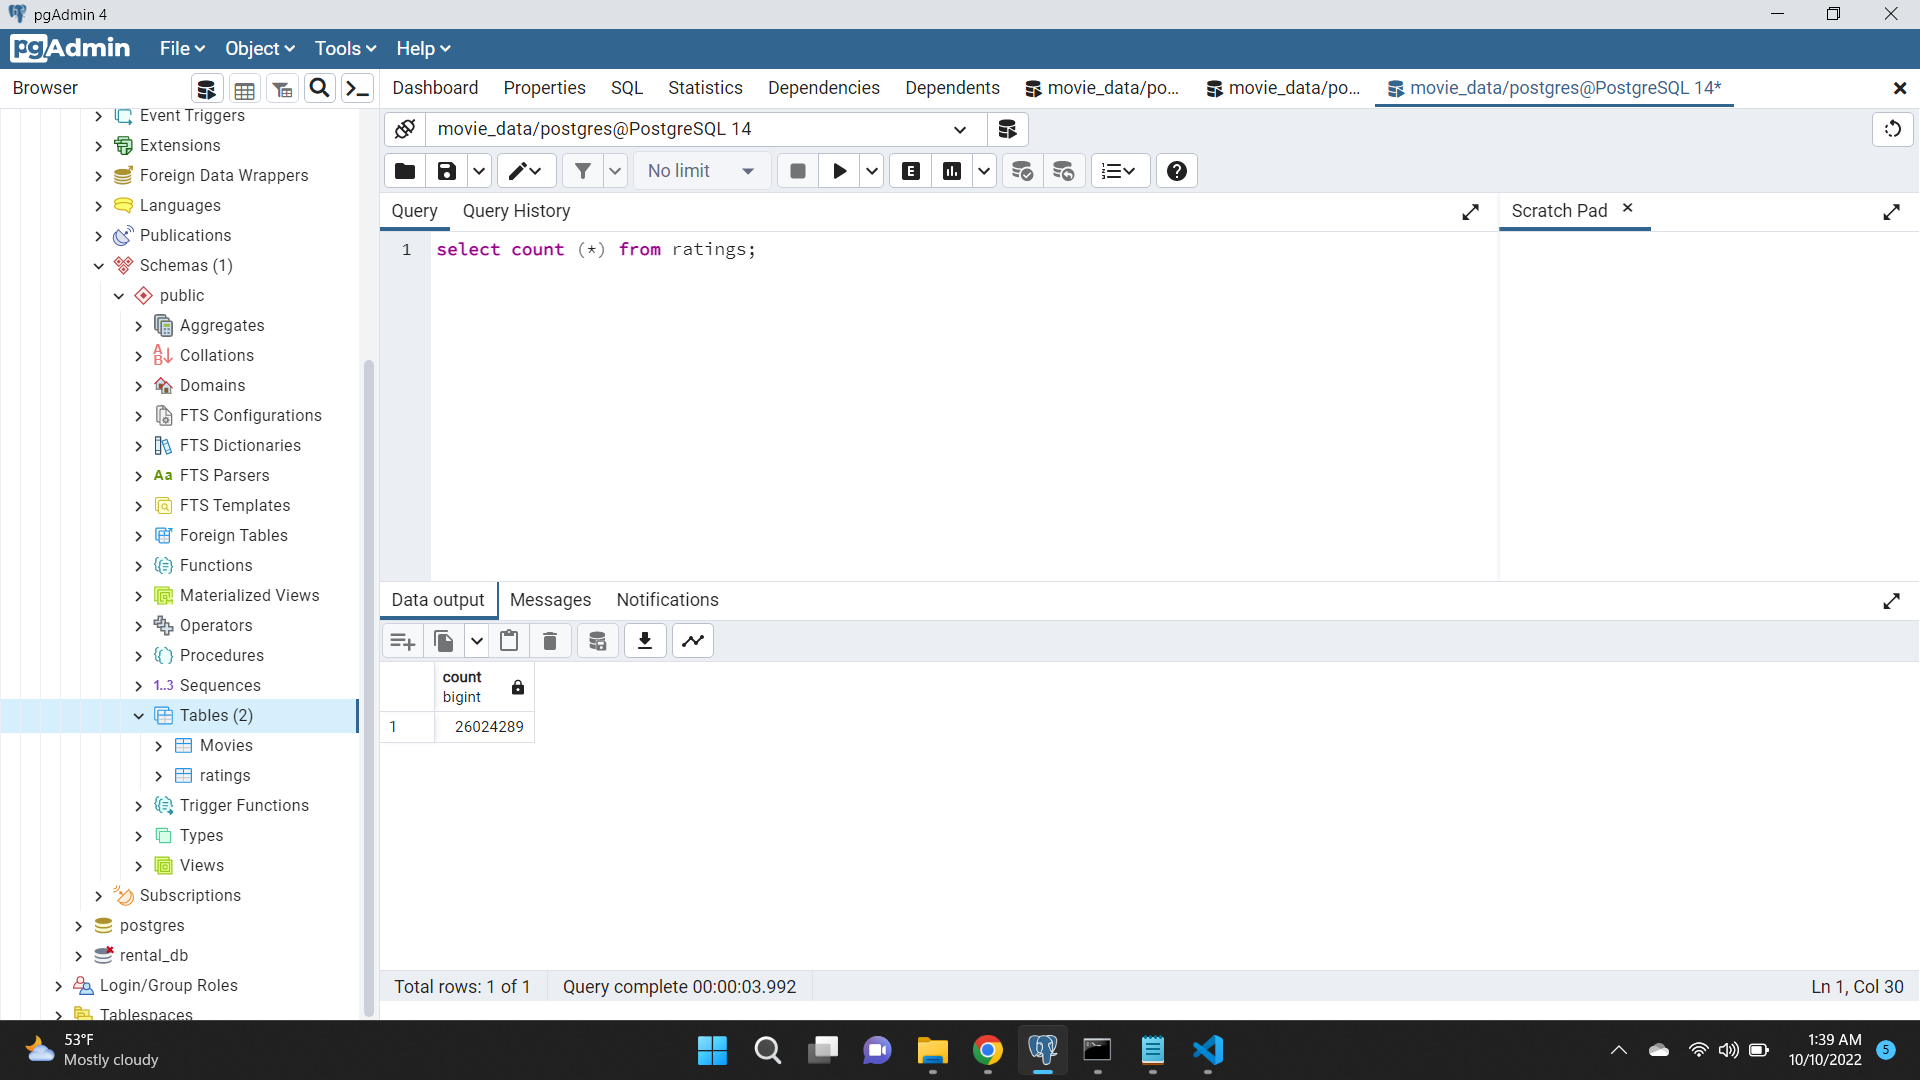 pgAdmin 4
pgAdmin File Object Tools Help
Browser
Dashboard Properties SQL Statistics Dependencies Dependents movie_data/po... movie_data/po... movie_data/postgres@PostgreSQL 14*
movie_data/postgres@PostgreSQL 14
No limit
E
Query Query History
Scratch Pad
1 select count (*) from ratings;
Event Triggers
Extensions
Foreign Data Wrappers
Languages
Publications
Schemas (1)
public
Aggregates
Collations
Domains
FTS Configurations
FTS Dictionaries
Aa FTS Parsers
FTS Templates
Foreign Tables
Functions
Materialized Views
Operators
Procedures
1..3 Sequences
Tables (2)
Movies
ratings
Trigger Functions
Types
Views
Subscriptions
postgres
rental_db
Login/Group Roles
Tablespaces
Data output Messages Notifications
count
bigint
1 26024289
Total rows: 1 of 1 Query complete 00:00:03.992 Ln 1, Col 30
53°F
Mostly cloudy
1:39 AM
10/10/2022
5